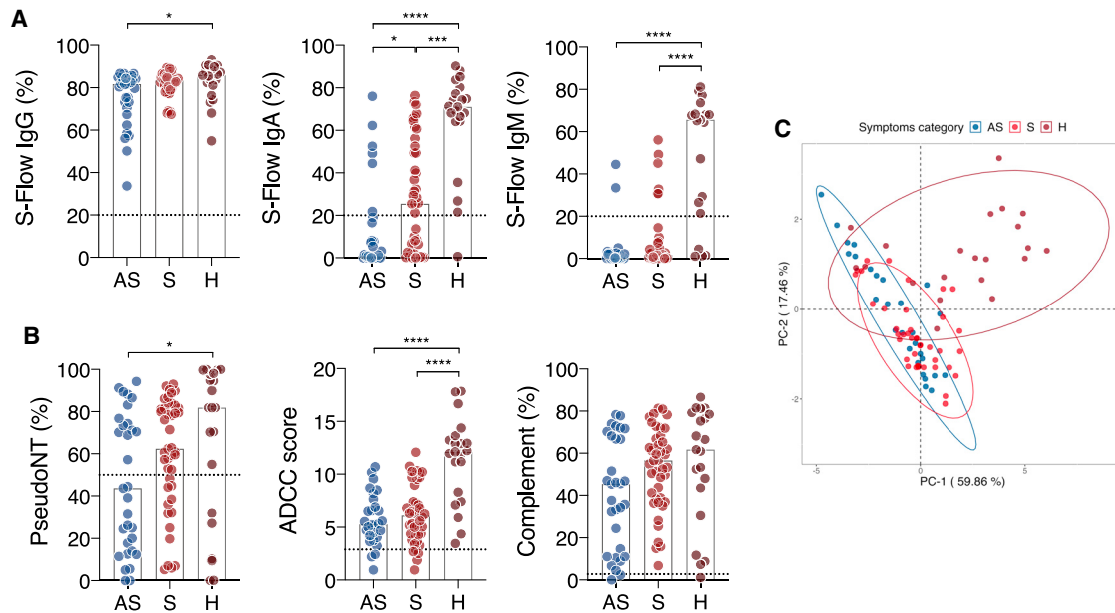 A
*
100
80
60
40
20
0
S-Flow IgG (%)
AS S H
****
* ***
100
80
60
40
20
0
S-Flow IgA (%)
AS S H
****
****
100
80
60
40
20
0
S-Flow IgM (%)
AS S H
B
*
100
80
60
40
20
0
PseudoNT (%)
AS S H
****
****
20
15
10
5
0
ADCC score
AS S H
100
80
60
40
20
0
Complement (%)
AS S H
C
Symptoms category AS S H
2
0
-2
PC-2 ( 17.46 %)
-5 0 5
PC-1 ( 59.86 %)